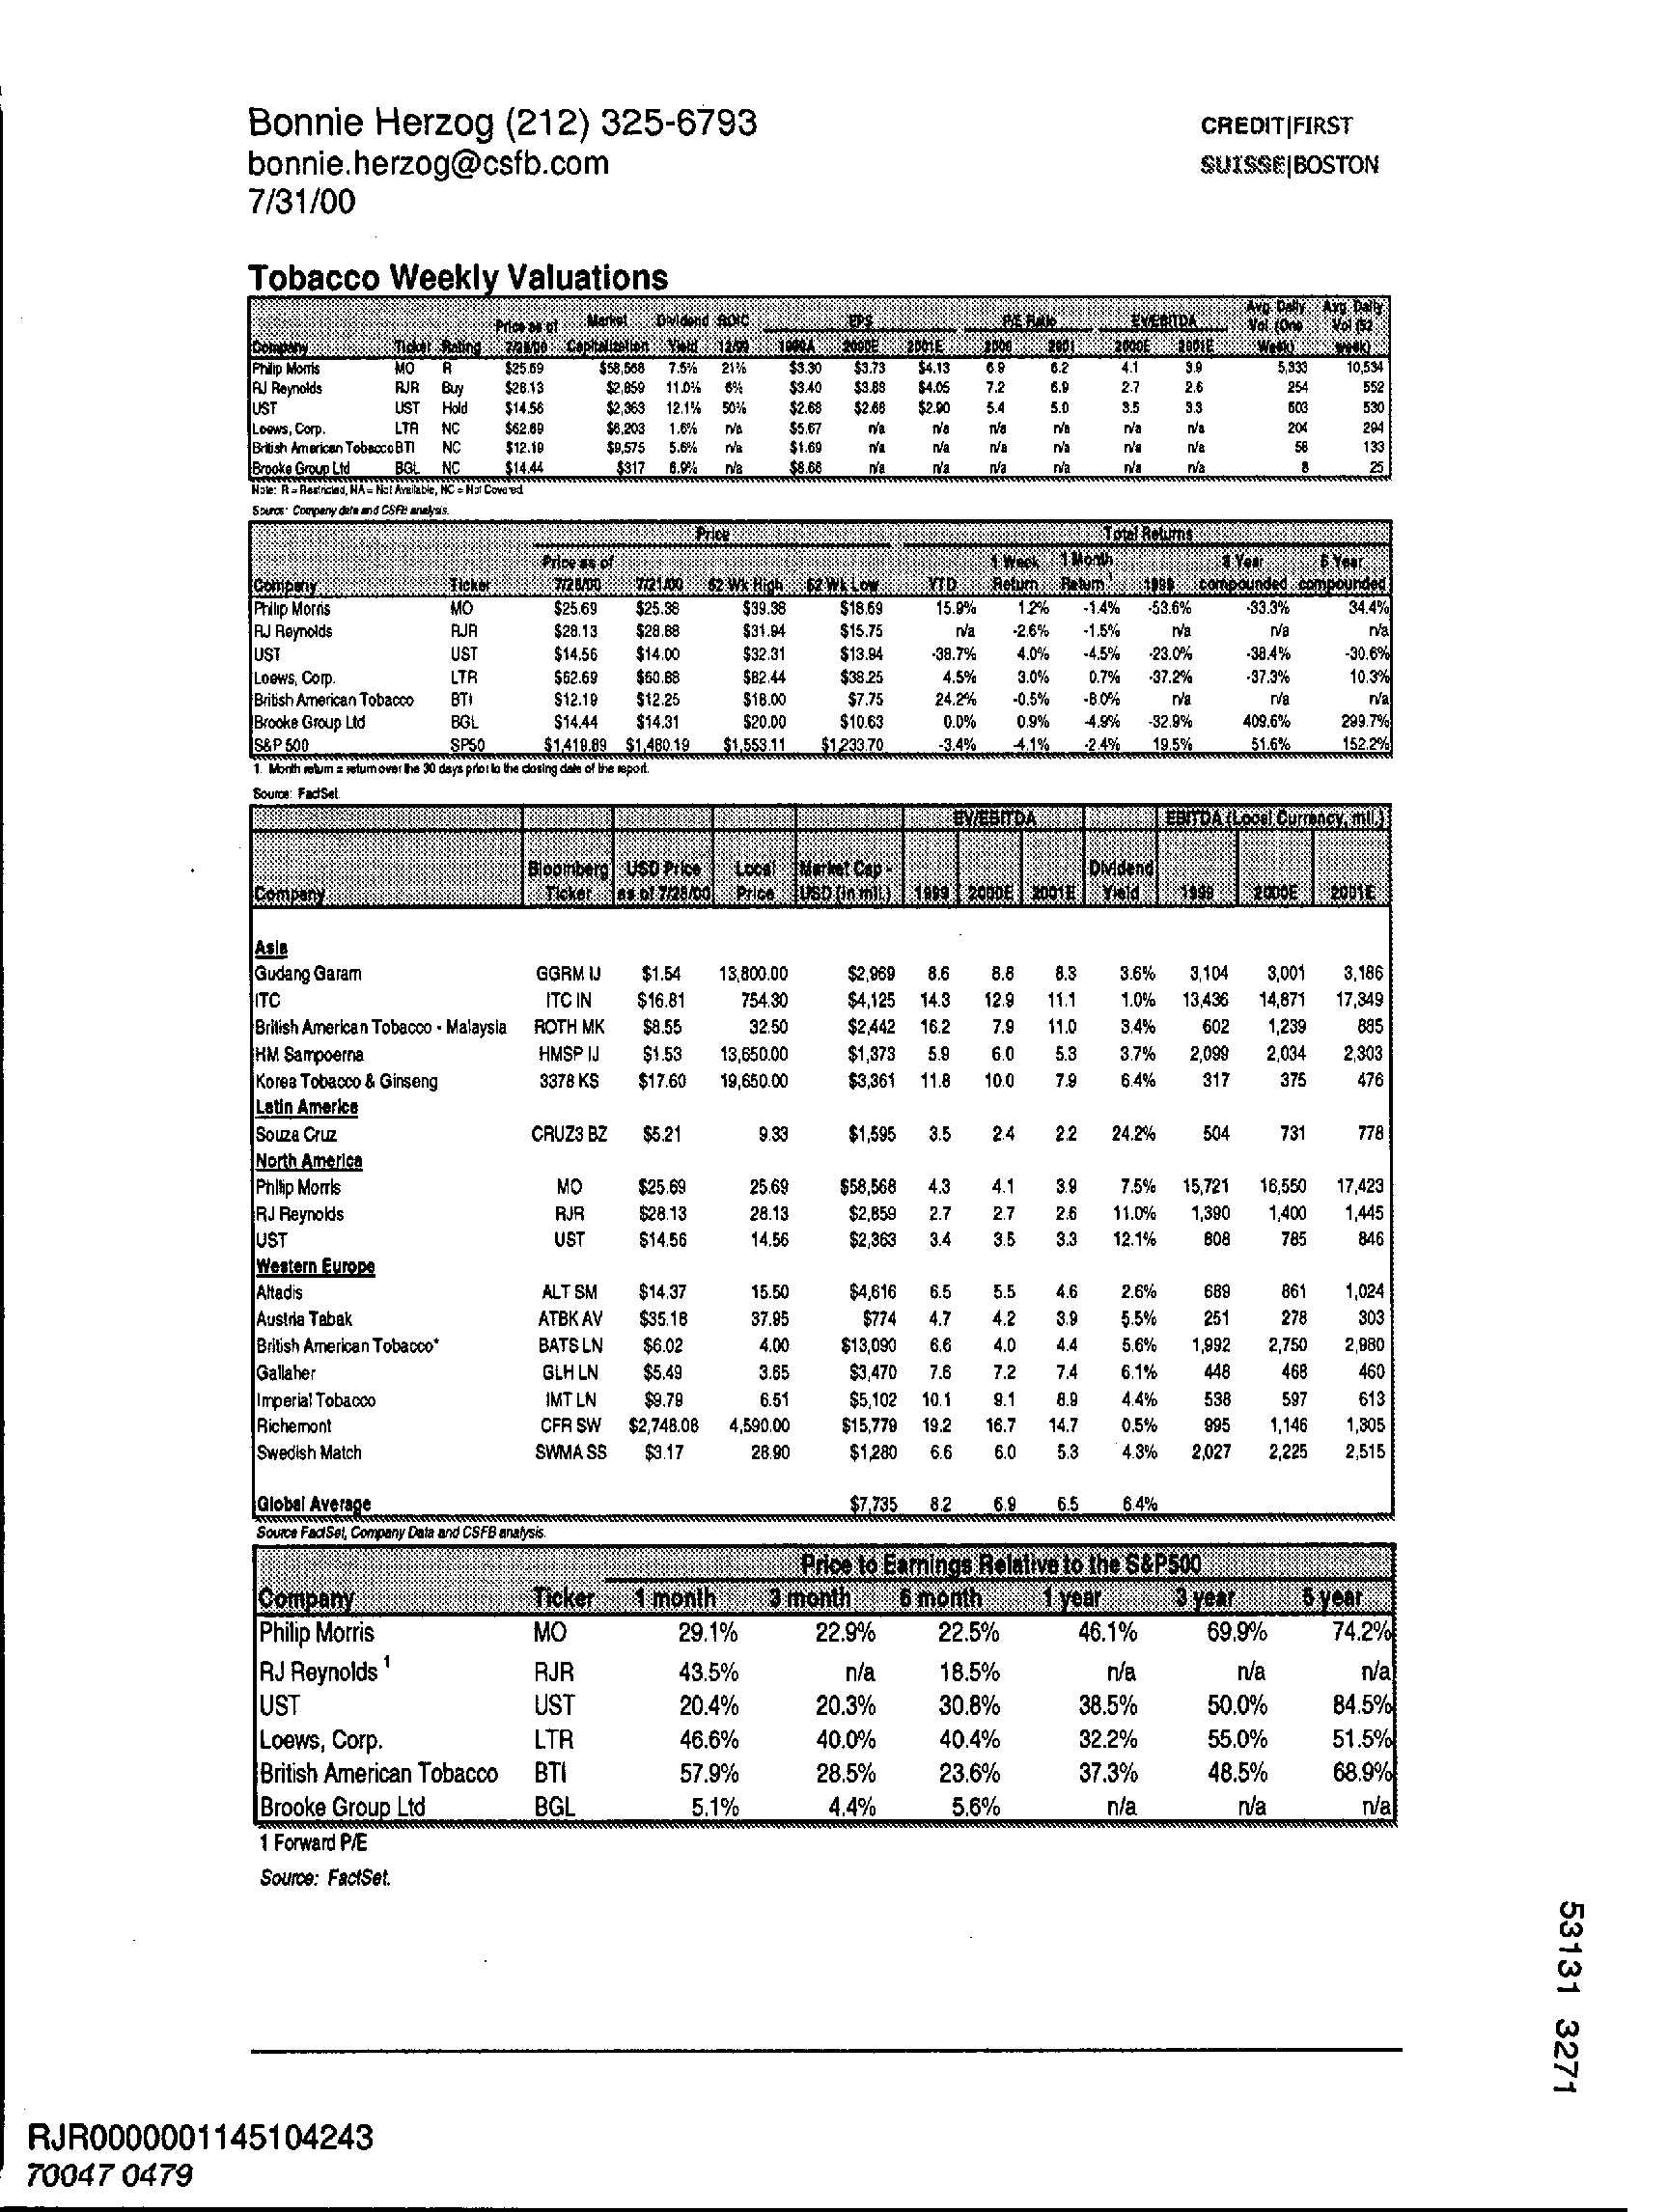 Bonnie Herzog (212) 325-6793
bonnie.herzog@csfb.com
7/31/00
CREDIT|FIRST
SUISSE|BOSTON
Tobacco Weekly Valuations
Price as of Market Dividend ROIC EPS P/E Ratio EV/EBITDA Avg Daily Vol (One Avg Daily Vol (52
Company Ticker Rating 7/28/00 Capitalization Yield 12/99 1999A 2000E 2001E 2000 2001 2000E 2001E Week) week)
Philip Morris MO R $25.69 $58,568 7.5% 21% $3.30 $3.73 $4.13 6.9 6.2 4.1 3.9 5,333 10,534
RJ Reynolds RJR Buy $28.13 $2,859 11.0% 6% $3.40 $3.88 $4.05 7.2 6.9 2.7 2.6 254 552
UST UST Hold $14.56 $2,363 12.1% 50% $2.68 $2.68 $2.90 5.4 5.0 3.5 3.3 603 530
Loews, Corp. LTR NC $62.69 $6,203 1.6% n/a $5.67 n/a n/a n/a n/a n/a n/a 204 294
British American Tobacco BTI NC $12.19 $9,575 5.6% n/a $1.69 n/a n/a n/a n/a n/a n/a 58 133
Brooke Group Ltd BGL NC $14.44 $317 6.9% n/a $8.68 n/a n/a n/a n/a n/a n/a 8 25
Note: R = Restricted, NA = Not Available, NC = Not Covered
Source: Company data and CSFB analysis.
Price Total Returns
Price as of 1 Week 1 Month 3 Year 5 Year
Company Ticker 7/28/00 7/21/00 52 Wk High 52 Wk Low YTD Return Return¹ 1999 compounded compounded
Philip Morris MO $25.69 $25.38 $39.38 $18.69 15.9% 1.2% -1.4% -53.6% -33.3% 34.4%
RJ Reynolds RJR $28.13 $28.88 $31.94 $15.75 n/a -2.6% -1.5% n/a n/a n/a
UST UST $14.56 $14.00 $32.31 $13.94 -38.7% 4.0% -4.5% -23.0% -38.4% -30.6%
Loews, Corp. LTR $62.69 $60.88 $82.44 $38.25 4.5% 3.0% 0.7% -37.2% -37.3% 10.3%
British American Tobacco BTI $12.19 $12.25 $18.00 $7.75 24.2% -0.5% -8.0% n/a n/a n/a
Brooke Group Ltd BGL $14.44 $14.31 $20.00 $10.63 0.0% 0.9% -4.9% -32.9% 409.6% 299.7%
S&P 500 SP50 $1,419.89 $1,480.19 $1,553.11 $1,233.70 -3.4% -4.1% -2.4% 19.5% 51.6% 152.2%
1. Month return = return over the 30 days prior to the closing date of the report.
Source: FactSet
EV/EBITDA EBITDA (Local Currency, mil.)
Bloomberg USD Price Local Market Cap - Dividend
Company Ticker as of 7/28/00 Price USD (in mil.) 1999 2000E 2001E Yield 1999 2000E 2001E
Asia
Gudang Garam GGRM IJ $1.54 13,800.00 $2,969 8.6 8.8 8.3 3.6% 3,104 3,001 3,186
ITC ITC IN $16.81 754.30 $4,125 14.3 12.9 11.1 1.0% 13,436 14,871 17,349
British American Tobacco - Malaysia ROTH MK $8.55 32.50 $2,442 16.2 7.9 11.0 3.4% 602 1,239 885
HM Sampoerna HMSP IJ $1.53 13,650.00 $1,373 5.9 6.0 5.3 3.7% 2,099 2,034 2,303
Korea Tobacco & Ginseng 3378 KS $17.60 19,650.00 $3,361 11.8 10.0 7.9 6.4% 317 375 476
Latin America
Souza Cruz CRUZ3 BZ $5.21 9.33 $1,595 3.5 2.4 2.2 24.2% 504 731 778
North America
Philip Morris MO $25.69 25.69 $58,568 4.3 4.1 3.9 7.5% 15,721 16,550 17,423
RJ Reynolds RJR $28.13 28.13 $2,859 2.7 2.7 2.6 11.0% 1,390 1,400 1,445
UST UST $14.56 14.56 $2,363 3.4 3.5 3.3 12.1% 808 785 846
Western Europe
Altadis ALT SM $14.37 15.50 $4,616 6.5 5.5 4.6 2.6% 689 861 1,024
Austria Tabak ATBK AV $35.18 37.95 $774 4.7 4.2 3.9 5.5% 251 278 303
British American Tobacco* BATS LN $6.02 4.00 $13,090 6.6 4.0 4.4 5.6% 1,992 2,750 2,980
Gallaher GLH LN $5.49 3.65 $3,470 7.6 7.2 7.4 6.1% 448 468 460
Imperial Tobacco IMT LN $9.79 6.51 $5,102 10.1 9.1 8.9 4.4% 538 597 613
Richemont CFR SW $2,748.08 4,590.00 $15,779 19.2 16.7 14.7 0.5% 995 1,146 1,305
Swedish Match SWMA SS $3.17 28.90 $1,280 6.6 6.0 5.3 4.3% 2,027 2,225 2,515
Global Average $7,735 8.2 6.9 6.5 6.4%
Source FactSet, Company Data and CSFB analysis.
Price to Earnings Relative to the S&P500
Company Ticker 1 month 3 month 6 month 1 year 3 year 5 year
Philip Morris MO 29.1% 22.9% 22.5% 46.1% 69.9% 74.2%
RJ Reynolds ¹ RJR 43.5% n/a 18.5% n/a n/a n/a
UST UST 20.4% 20.3% 30.8% 38.5% 50.0% 84.5%
Loews, Corp. LTR 46.6% 40.0% 40.4% 32.2% 55.0% 51.5%
British American Tobacco BTI 57.9% 28.5% 23.6% 37.3% 48.5% 68.9%
Brooke Group Ltd BGL 5.1% 4.4% 5.6% n/a n/a n/a
1 Forward P/E
Source: FactSet.
53131 3271
RJR0000001145104243
70047 0479